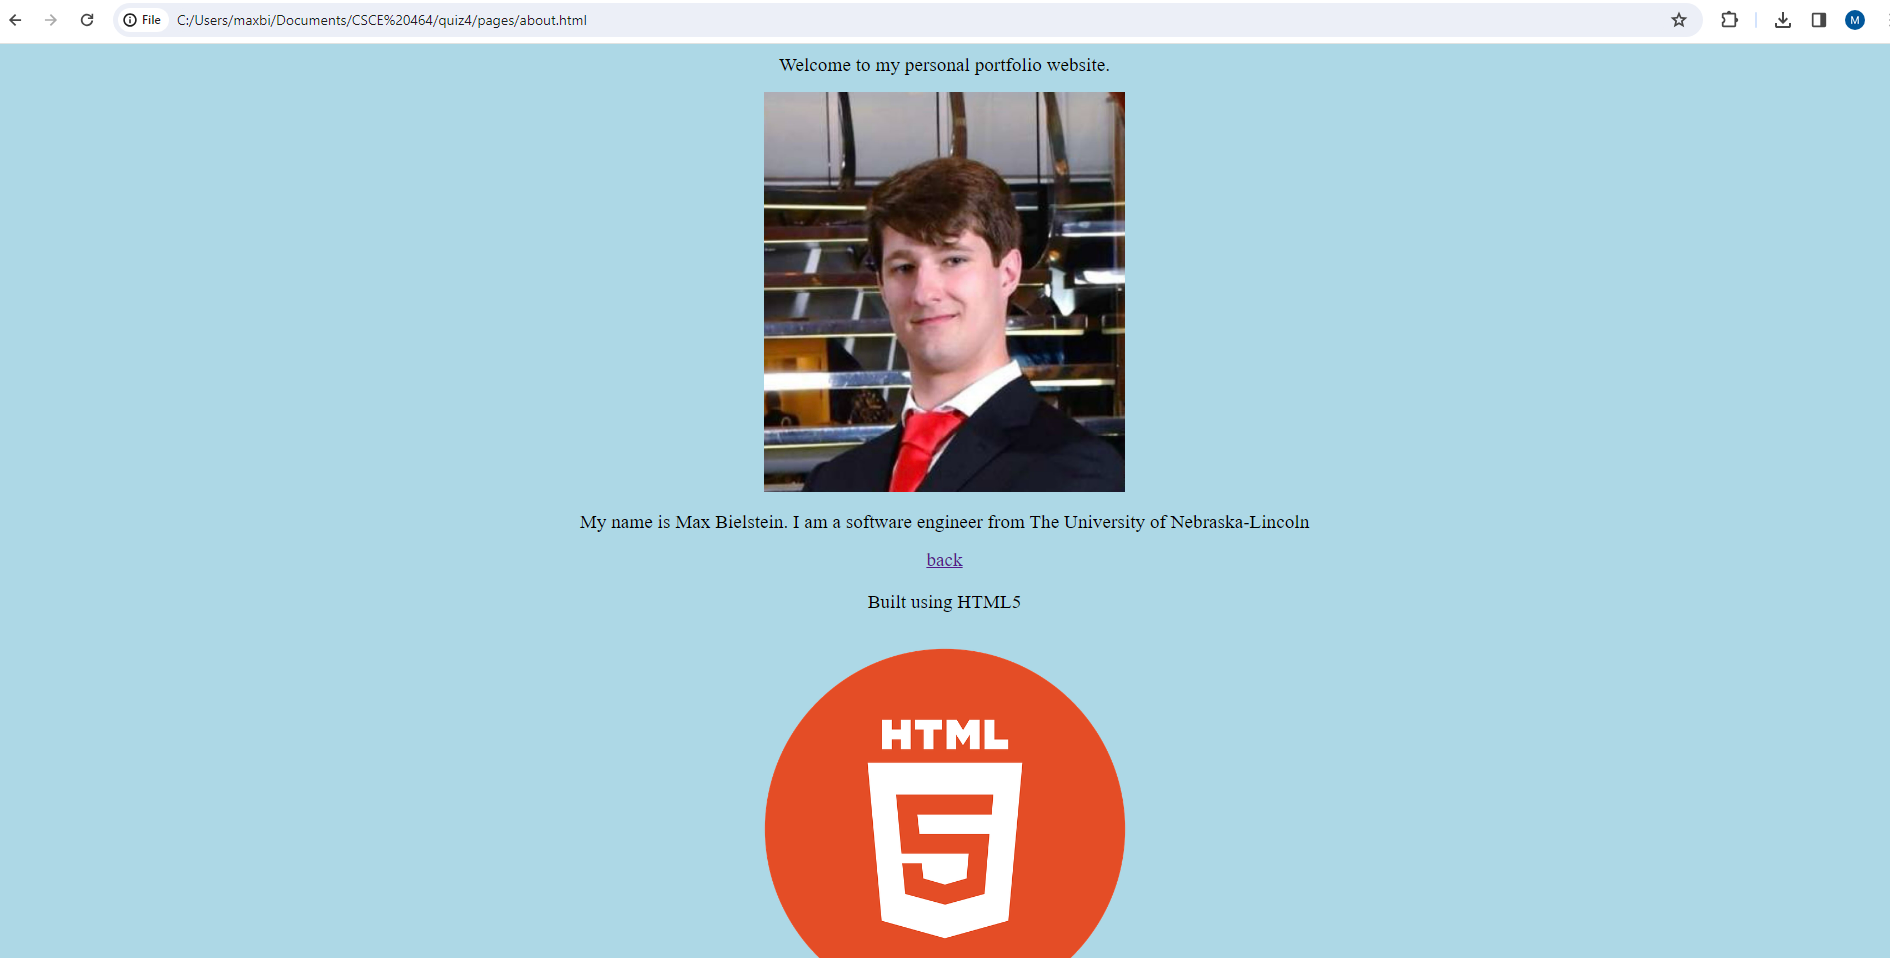 File C:/Users/maxbi/Documents/CSCE%20464/quiz4/pages/about.html M
Welcome to my personal portfolio website.
My name is Max Bielstein. I am a software engineer from The University of Nebraska-Lincoln
back
Built using HTML5
HTML
5